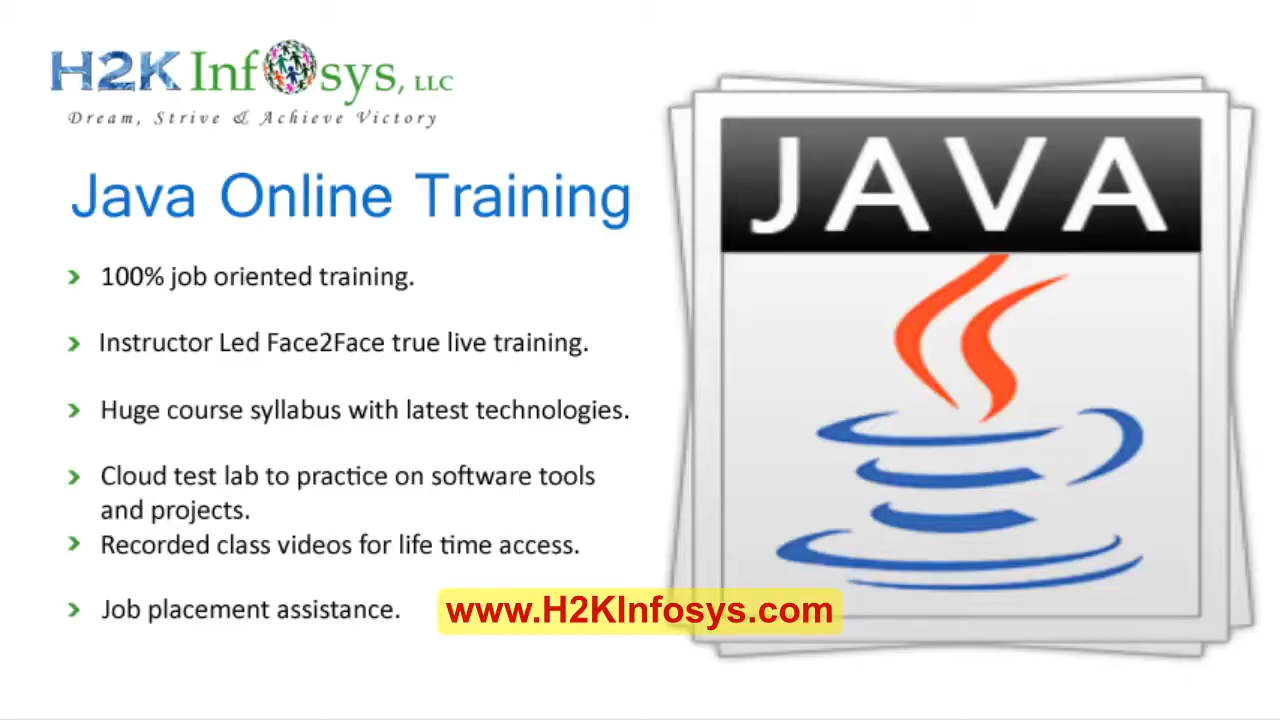 H2K Infosys, LLC
Dream, Strive & Achieve Victory
Java Online Training
100% job oriented training.
Instructor Led Face2Face true live training.
Huge course syllabus with latest technologies.
Cloud test lab to practice on software tools
and projects.
Recorded class videos for life time access.
Job placement assistance.
www.H2KInfosys.com
JAVA